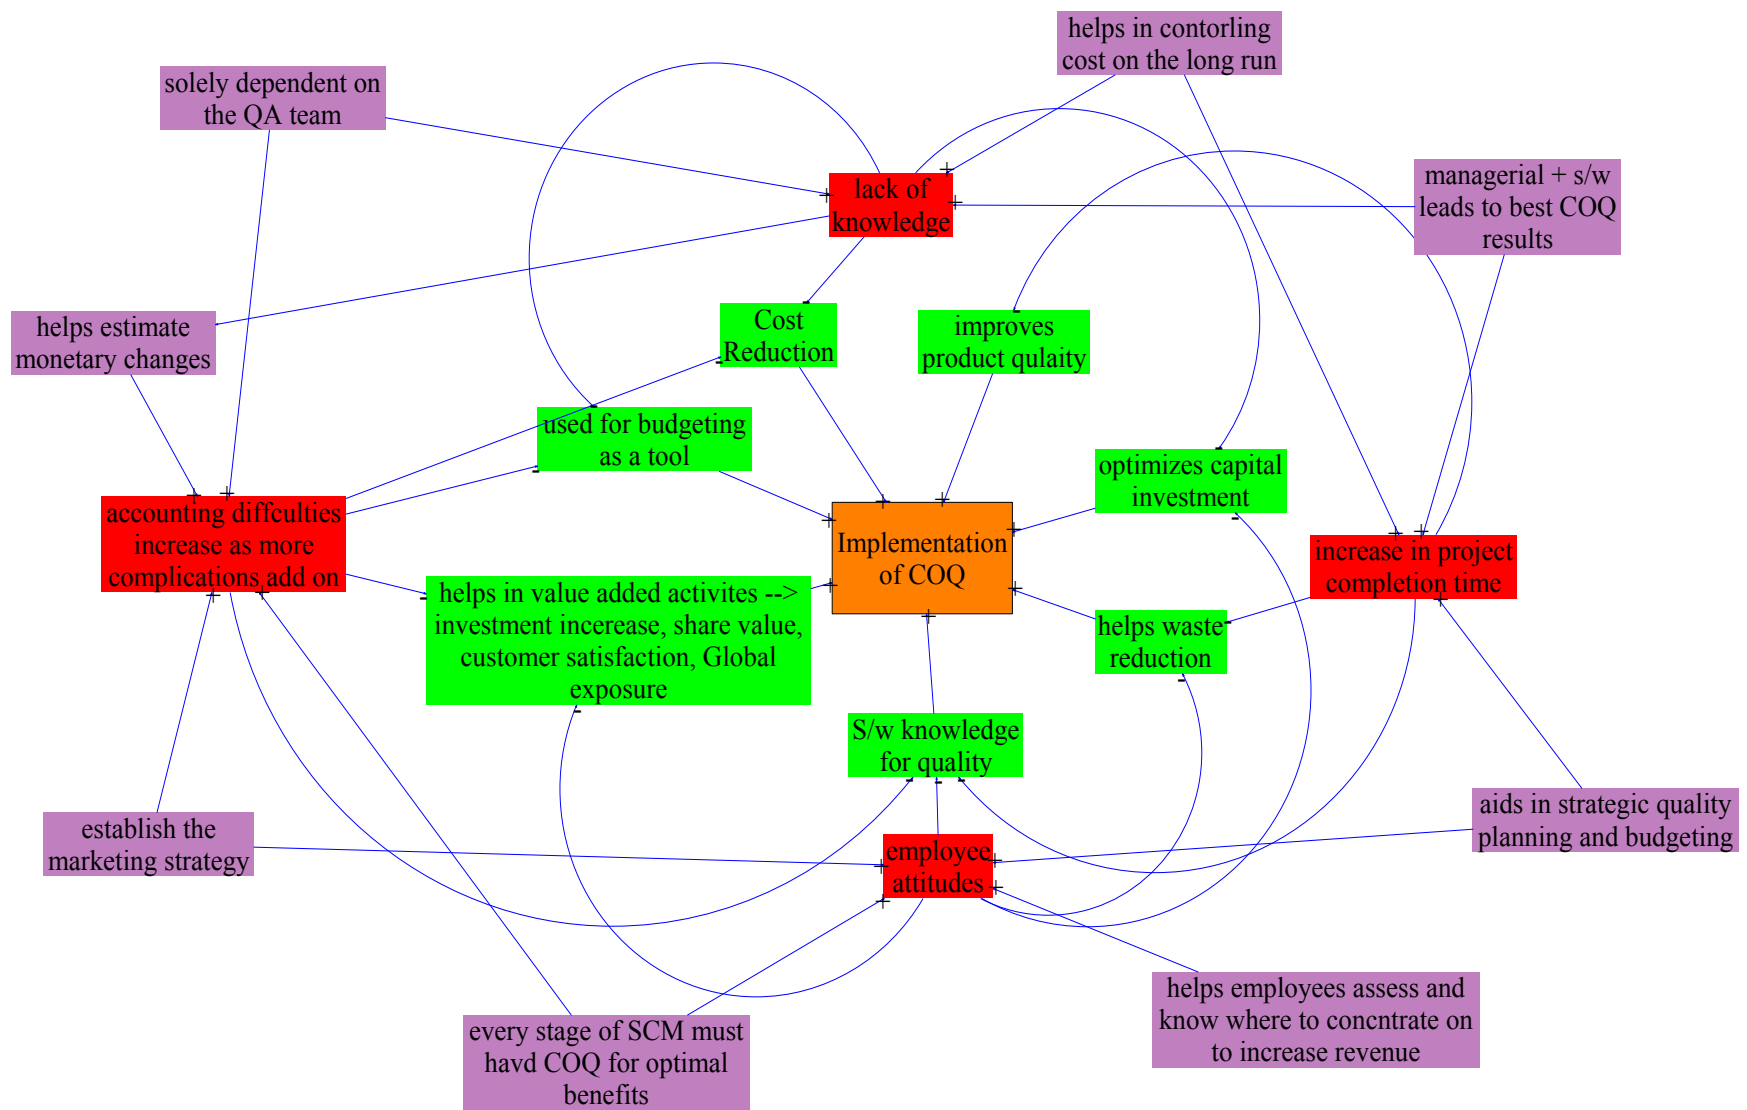 helps in contorling
cost on the long run
solely dependent on
the QA team
managerial + s/w
leads to best COQ
results
lack of
knowledge
helps estimate
monetary changes
Cost
Reduction
improves
product qulaity
used for budgeting
as a tool
optimizes capital
investment
accounting diffculties
increase as more
complications add on
Implementation
of COQ
increase in project
completion time
helps in value added activites -->
investment incerease, share value,
customer satisfaction, Global
exposure
helps waste
reduction
S/w knowledge
for quality
establish the
marketing strategy
employee
attitudes
aids in strategic quality
planning and budgeting
helps employees assess and
know where to concntrate on
to increase revenue
every stage of SCM must
havd COQ for optimal
benefits